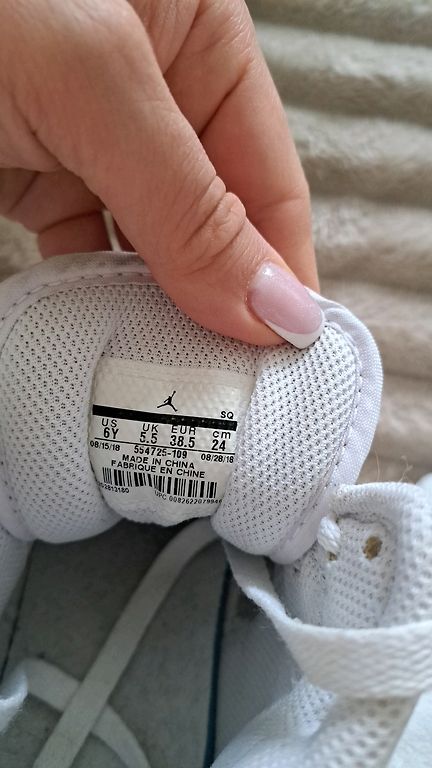 SQ
US UK EUR cm
6Y 5.5 38.5 24
08/15/18 08/28/18
554725-109
MADE IN CHINA
FABRIQUE EN CHINE